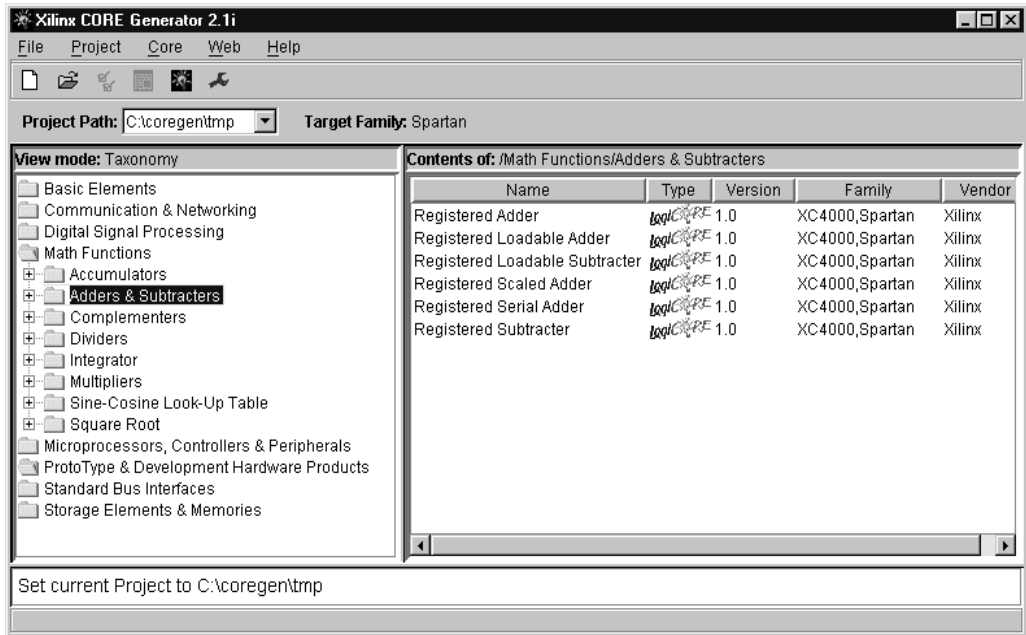 Xilinx CORE Generator 2.1i
File Project Core Web Help
Project Path: C:\coregen\tmp Target Family: Spartan
View mode: Taxonomy
Basic Elements
Communication & Networking
Digital Signal Processing
Math Functions
Accumulators
Adders & Subtracters
Complementers
Dividers
Integrator
Multipliers
Sine-Cosine Look-Up Table
Square Root
Microprocessors, Controllers & Peripherals
ProtoType & Development Hardware Products
Standard Bus Interfaces
Storage Elements & Memories
Contents of: /Math Functions/Adders & Subtracters
Name Type Version Family Vendor
Registered Adder logiCORE 1.0 XC4000,Spartan Xilinx
Registered Loadable Adder logiCORE 1.0 XC4000,Spartan Xilinx
Registered Loadable Subtracter logiCORE 1.0 XC4000,Spartan Xilinx
Registered Scaled Adder logiCORE 1.0 XC4000,Spartan Xilinx
Registered Serial Adder logiCORE 1.0 XC4000,Spartan Xilinx
Registered Subtracter logiCORE 1.0 XC4000,Spartan Xilinx
Set current Project to C:\coregen\tmp